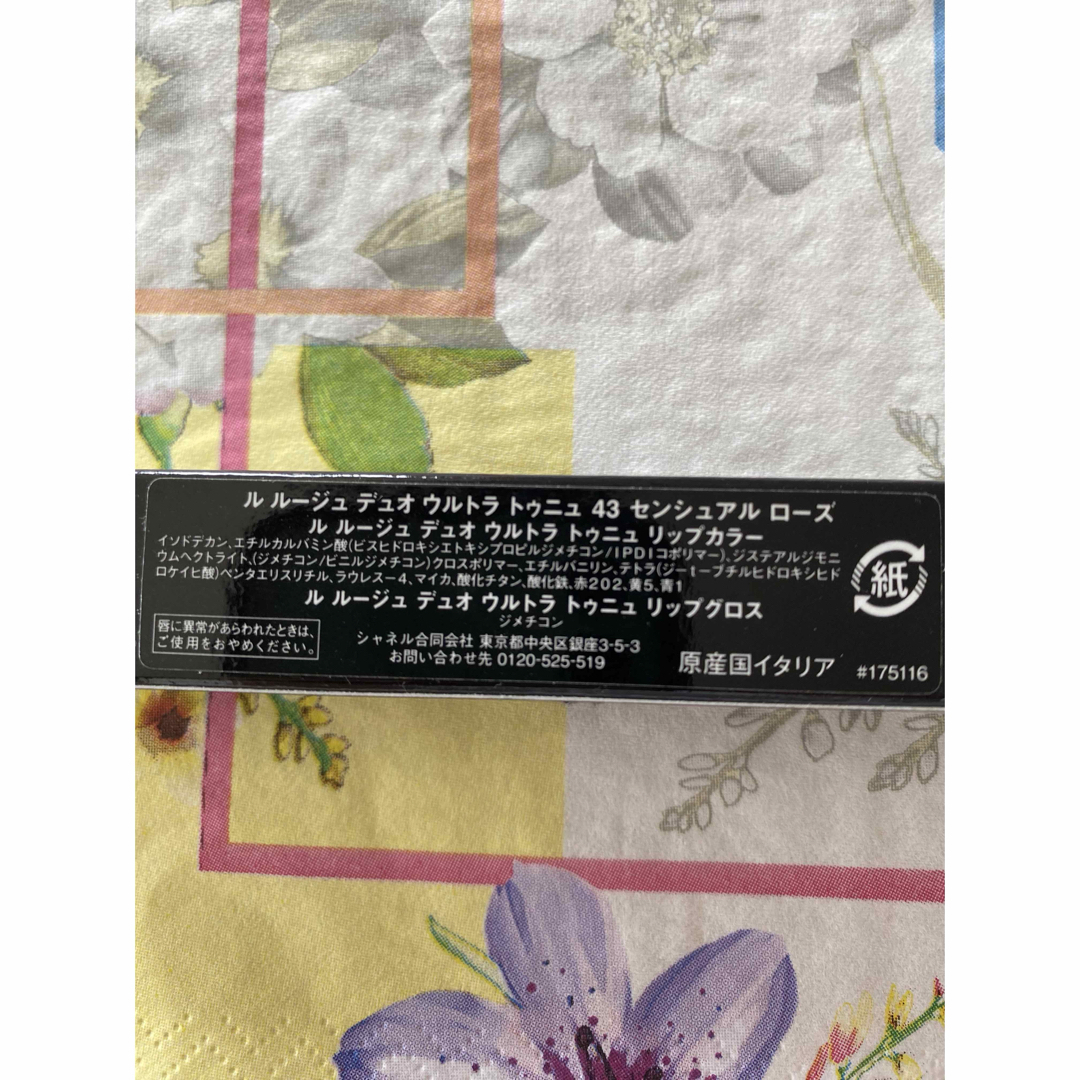 ル ルージュ デュオ ウルトラ トゥニュ 43 センシュアル ローズ
ル ルージュ デュオ ウルトラ トゥニュ リップカラー
イソドデカン、エチルカルバミン酸(ビスヒドロキシエトキシプロピルジメチコン/IPDIコポリマー)、ジステアルジモニ
ウムヘクトライト、(ジメチコン/ビニルジメチコン)クロスポリマー、エチルバニリン、テトラ(ジーtーブチルヒドロキシヒド
ロケイヒ酸)ペンタエリスリチル、ラウレスー4、マイカ、酸化チタン、酸化鉄、赤202、黄5、青1
ル ルージュ デュオ ウルトラ トゥニュ リップグロス
ジメチコン
唇に異常があらわれたときは、
ご使用をおやめください。
シャネル合同会社 東京都中央区銀座3-5-3
お問い合わせ先 0120-525-519
原産国イタリア
#175116
紙